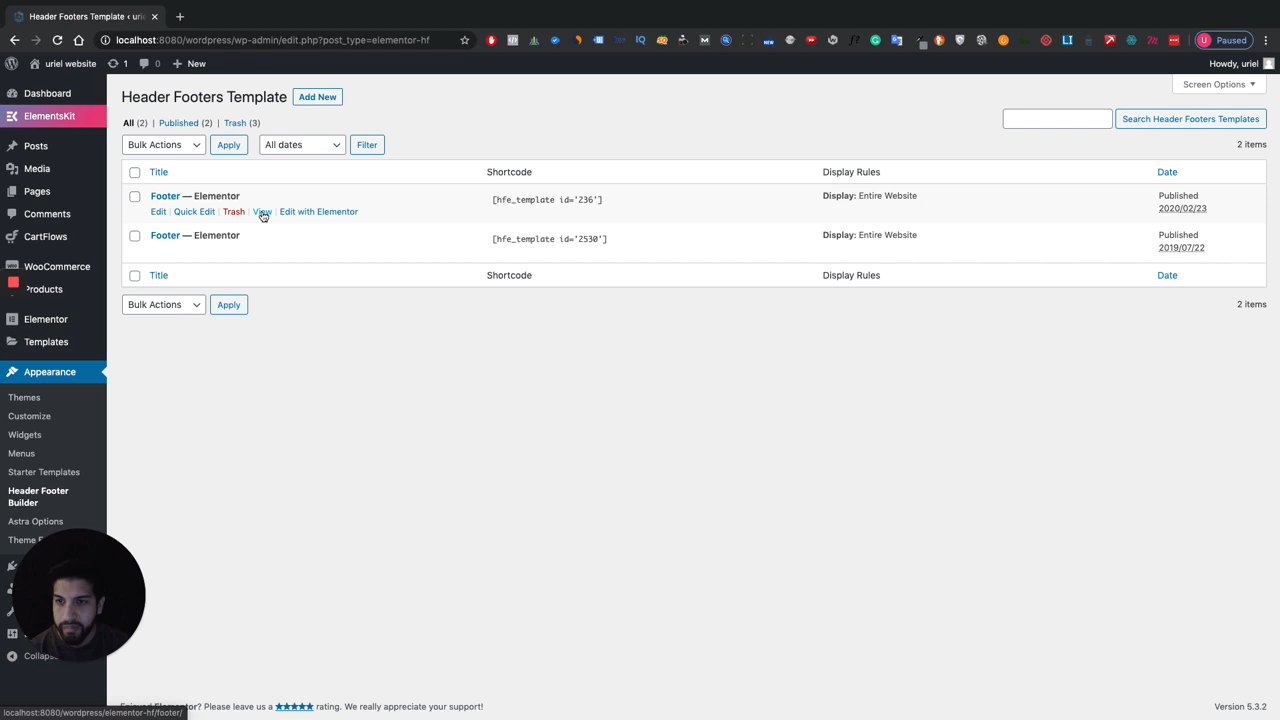 Header Footers Template ‹ urie
localhost:8080/wordpress/wp-admin/edit.php?post_type=elementor-hf
Paused
uriel website
1
0
New
Howdy, uriel
Dashboard
ElementsKit
Posts
Media
Pages
Comments
CartFlows
WooCommerce
Products
Elementor
Templates
Appearance
Themes
Customize
Widgets
Menus
Starter Templates
Header Footer
Builder
Astra Options
Theme E
Collaps
Header Footers Template
Add New
Screen Options
All (2) | Published (2) | Trash (3)
Search Header Footers Templates
Bulk Actions
Apply
All dates
Filter
2 items
Title
Shortcode
Display Rules
Date
Footer — Elementor
[hfe_template id='236']
Display: Entire Website
Published
2020/02/23
Edit | Quick Edit | Trash | View | Edit with Elementor
Footer — Elementor
[hfe_template id='2530']
Display: Entire Website
Published
2019/07/22
Title
Shortcode
Display Rules
Date
Bulk Actions
Apply
2 items
Enjoyed Elementor? Please leave us a ★★★★★ rating. We really appreciate your support!
Version 5.3.2
localhost:8080/wordpress/elementor-hf/footer/